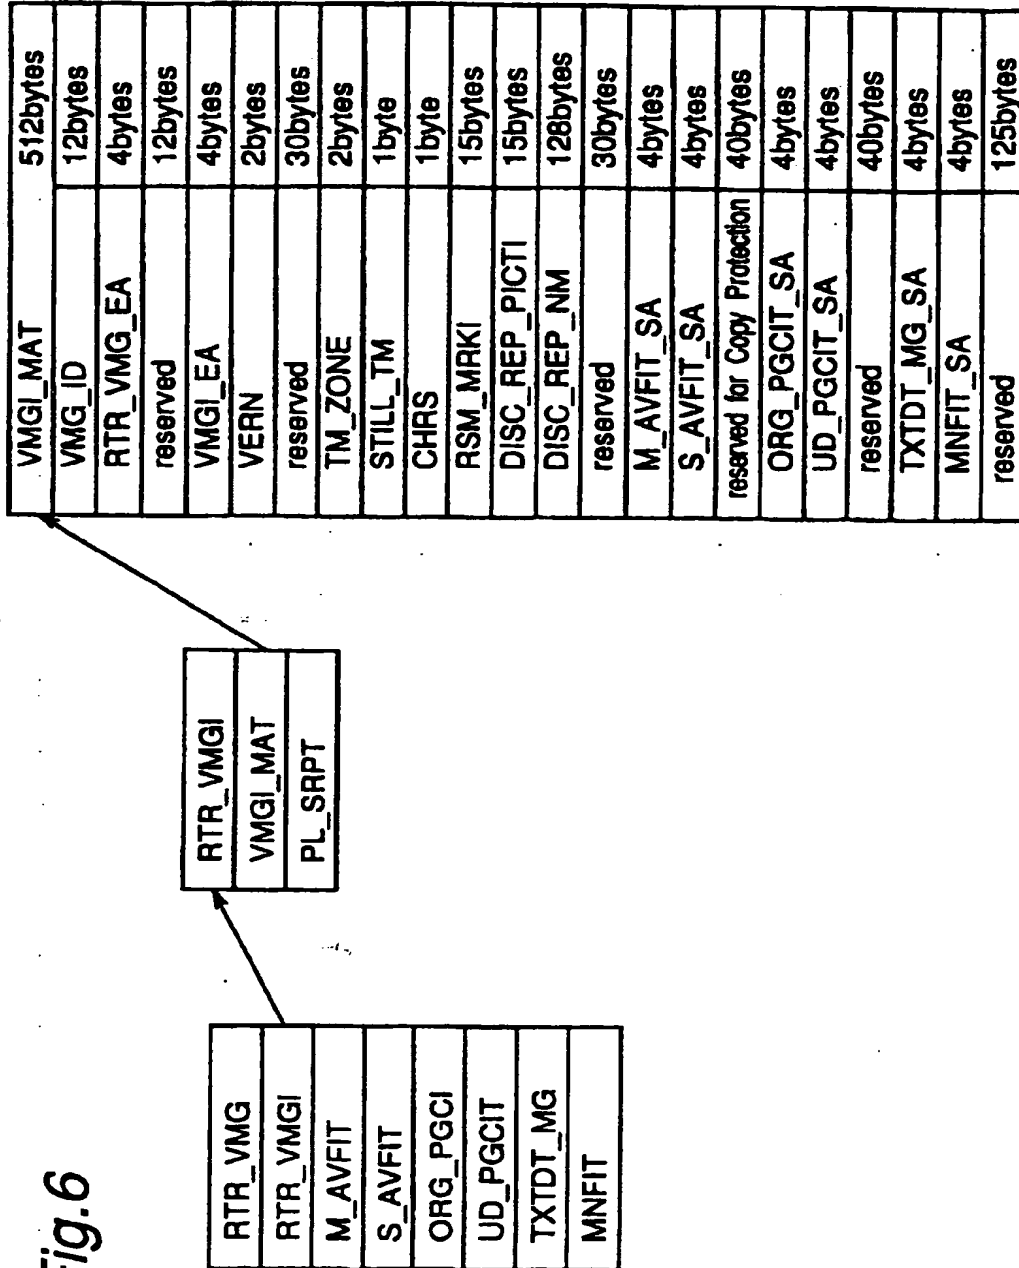 Fig.6
RTR_VMG
RTR_VMGI
M_AVFIT
S_AVFIT
ORG_PGCI
UD_PGCIT
TXTDT_MG
MNFIT
RTR_VMGI
VMGI_MAT
PL_SRPT
VMGI_MAT 512bytes
VMG_ID 12bytes
RTR_VMG_EA 4bytes
reserved 12bytes
VMGI_EA 4bytes
VERN 2bytes
reserved 30bytes
TM_ZONE 2bytes
STILL_TM 1byte
CHRS 1byte
RSM_MRKI 15bytes
DISC_REP_PICTI 15bytes
DISC_REP_NM 128bytes
reserved 30bytes
M_AVFIT_SA 4bytes
S_AVFIT_SA 4bytes
reserved for Copy Protection 40bytes
ORG_PGCIT_SA 4bytes
UD_PGCIT_SA 4bytes
reserved 40bytes
TXTDT_MG_SA 4bytes
MNFIT_SA 4bytes
reserved 125bytes